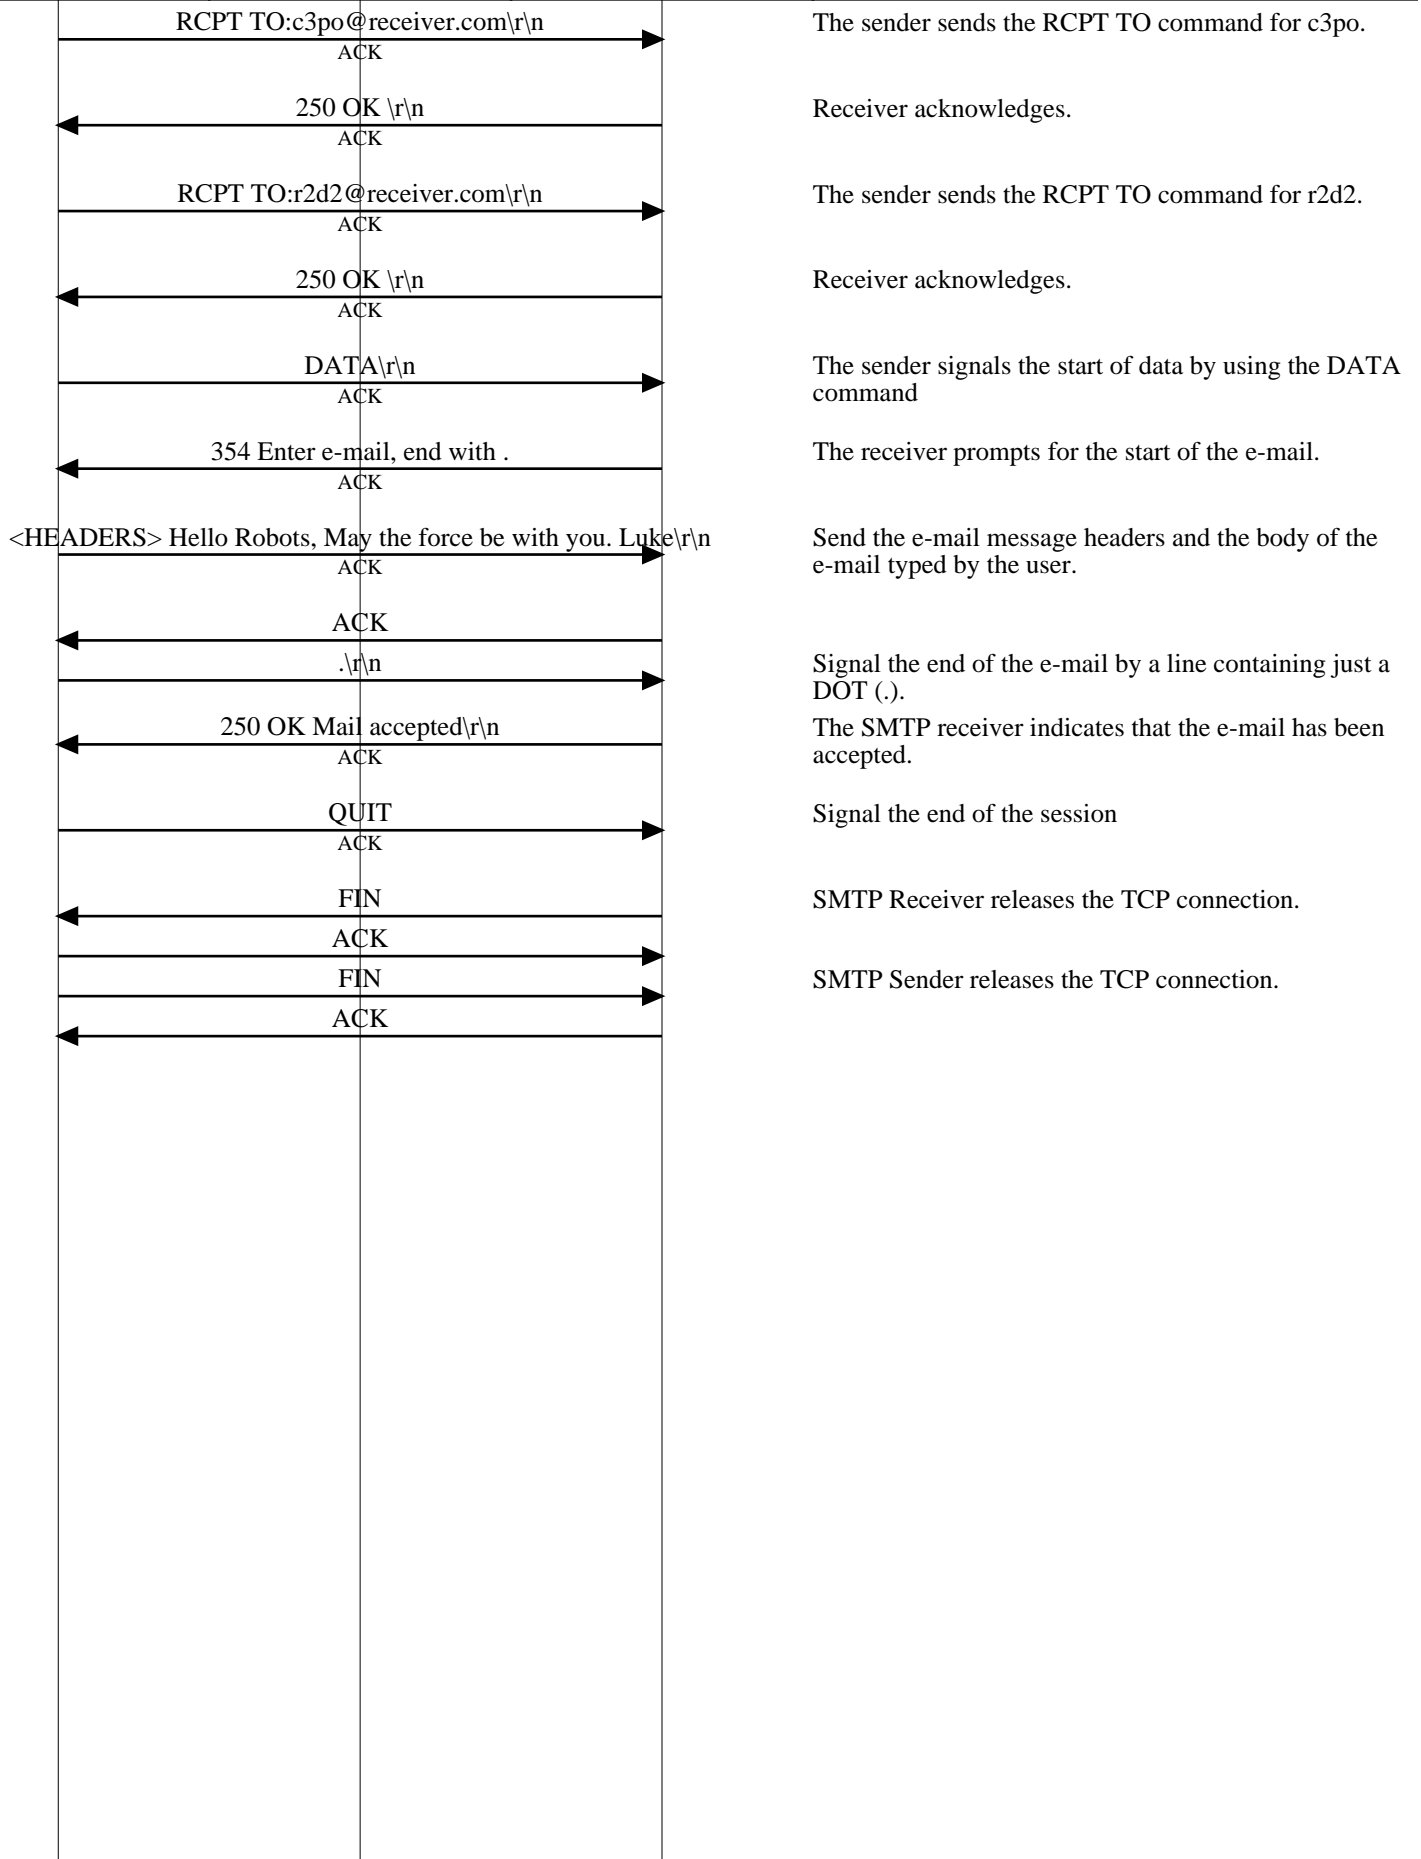 RCPT TO:c3po@receiver.com\r\n
The sender sends the RCPT TO command for c3po.
ACK
250 OK \r\n
Receiver acknowledges.
ACK
RCPT TO:r2d2@receiver.com\r\n
The sender sends the RCPT TO command for r2d2.
ACK
250 OK \r\n
Receiver acknowledges.
ACK
DATA\r\n
The sender signals the start of data by using the DATA
command
ACK
354 Enter e-mail, end with .
The receiver prompts for the start of the e-mail.
ACK
<HEADERS> Hello Robots, May the force be with you. Luke\r\n
Send the e-mail message headers and the body of the
e-mail typed by the user.
ACK
ACK
.\r\n
Signal the end of the e-mail by a line containing just a
DOT (.).
250 OK Mail accepted\r\n
The SMTP receiver indicates that the e-mail has been
accepted.
ACK
QUIT
Signal the end of the session
ACK
FIN
SMTP Receiver releases the TCP connection.
ACK
FIN
SMTP Sender releases the TCP connection.
ACK